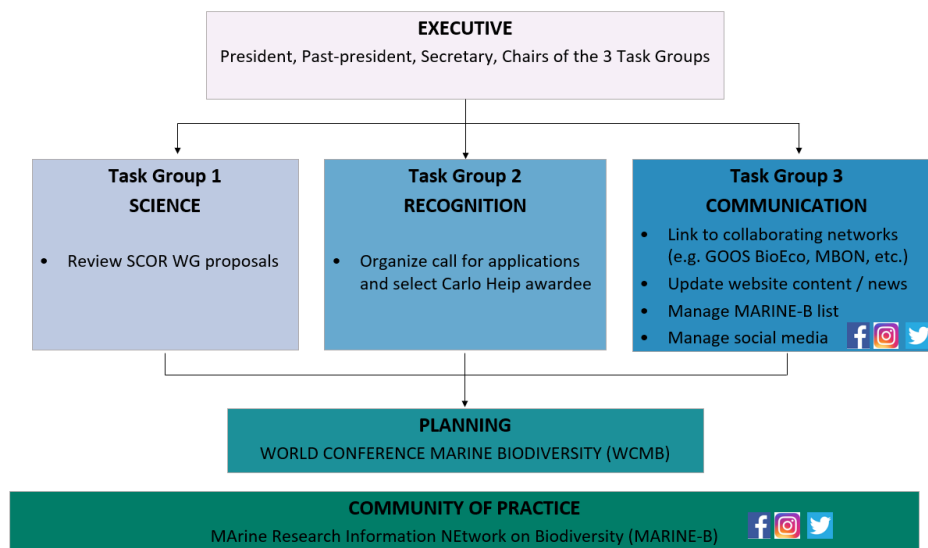 EXECUTIVE
President, Past-president, Secretary, Chairs of the 3 Task Groups
Task Group 1
SCIENCE
• Review SCOR WG proposals
Task Group 2
RECOGNITION
• Organize call for applications
and select Carlo Heip awardee
Task Group 3
COMMUNICATION
• Link to collaborating networks
(e.g. GOOS BioEco, MBON, etc.)
• Update website content / news
• Manage MARINE-B list
• Manage social media
PLANNING
WORLD CONFERENCE MARINE BIODIVERSITY (WCMB)
COMMUNITY OF PRACTICE
MArine Research Information NEtwork on Biodiversity (MARINE-B)